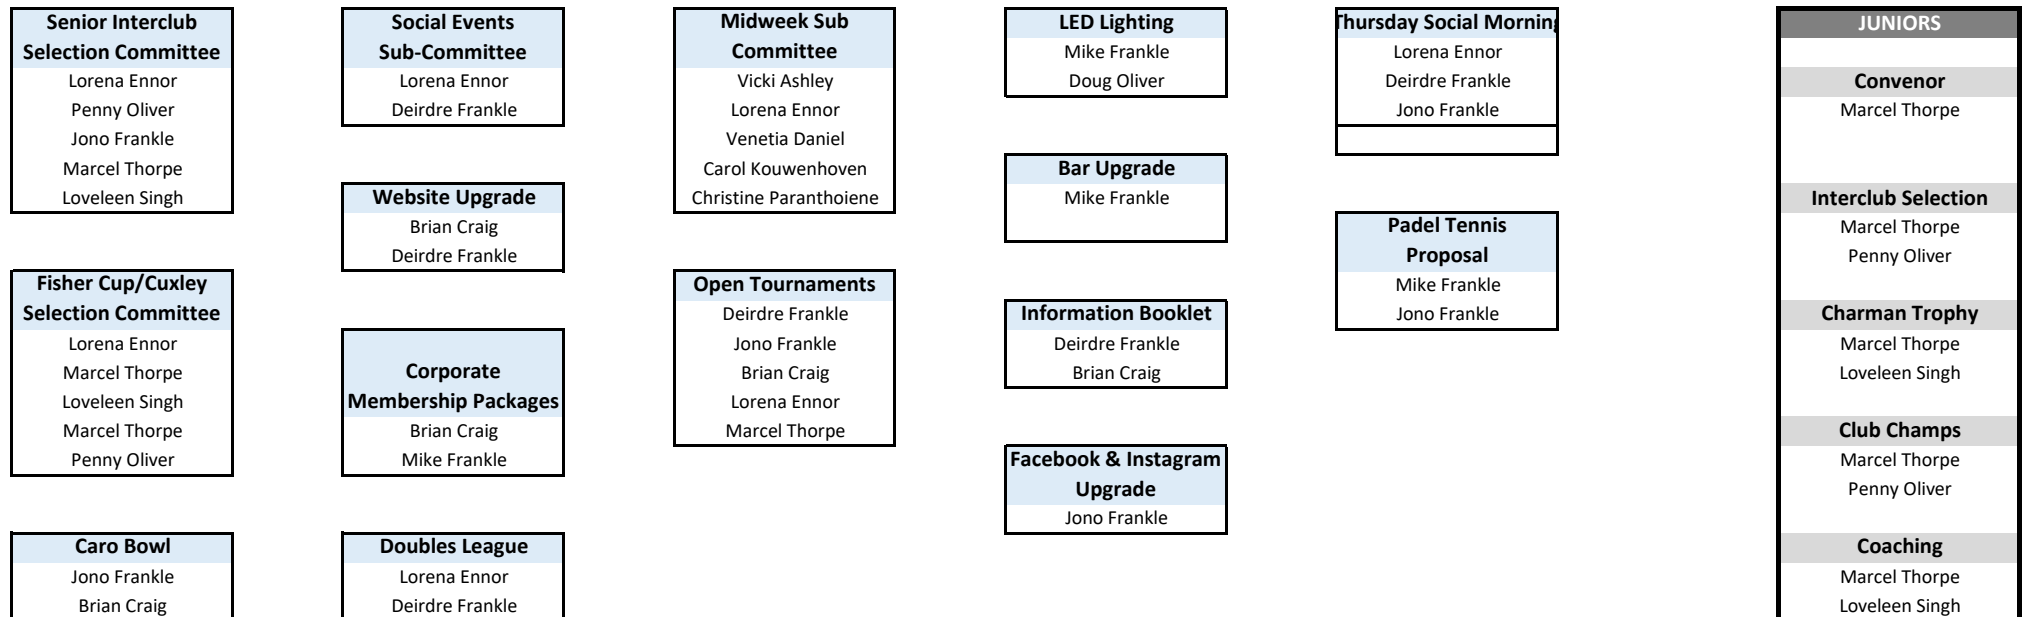 Senior Interclub
Selection Committee
Lorena Ennor
Penny Oliver
Jono Frankle
Marcel Thorpe
Loveleen Singh
Fisher Cup/Cuxley
Selection Committee
Lorena Ennor
Marcel Thorpe
Loveleen Singh
Marcel Thorpe
Penny Oliver
Caro Bowl
Jono Frankle
Brian Craig
Social Events
Sub-Committee
Lorena Ennor
Deirdre Frankle
Website Upgrade
Brian Craig
Deirdre Frankle
Corporate
Membership Packages
Brian Craig
Mike Frankle
Doubles League
Lorena Ennor
Deirdre Frankle
Midweek Sub
Committee
Vicki Ashley
Lorena Ennor
Venetia Daniel
Carol Kouwenhoven
Christine Paranthoiene
Open Tournaments
Deirdre Frankle
Jono Frankle
Brian Craig
Lorena Ennor
Marcel Thorpe
LED Lighting
Mike Frankle
Doug Oliver
Bar Upgrade
Mike Frankle
Information Booklet
Deirdre Frankle
Brian Craig
Facebook & Instagram
Upgrade
Jono Frankle
Thursday Social Morning
Lorena Ennor
Deirdre Frankle
Jono Frankle
Padel Tennis
Proposal
Mike Frankle
Jono Frankle
JUNIORS
Convenor
Marcel Thorpe
Interclub Selection
Marcel Thorpe
Penny Oliver
Charman Trophy
Marcel Thorpe
Loveleen Singh
Club Champs
Marcel Thorpe
Penny Oliver
Coaching
Marcel Thorpe
Loveleen Singh